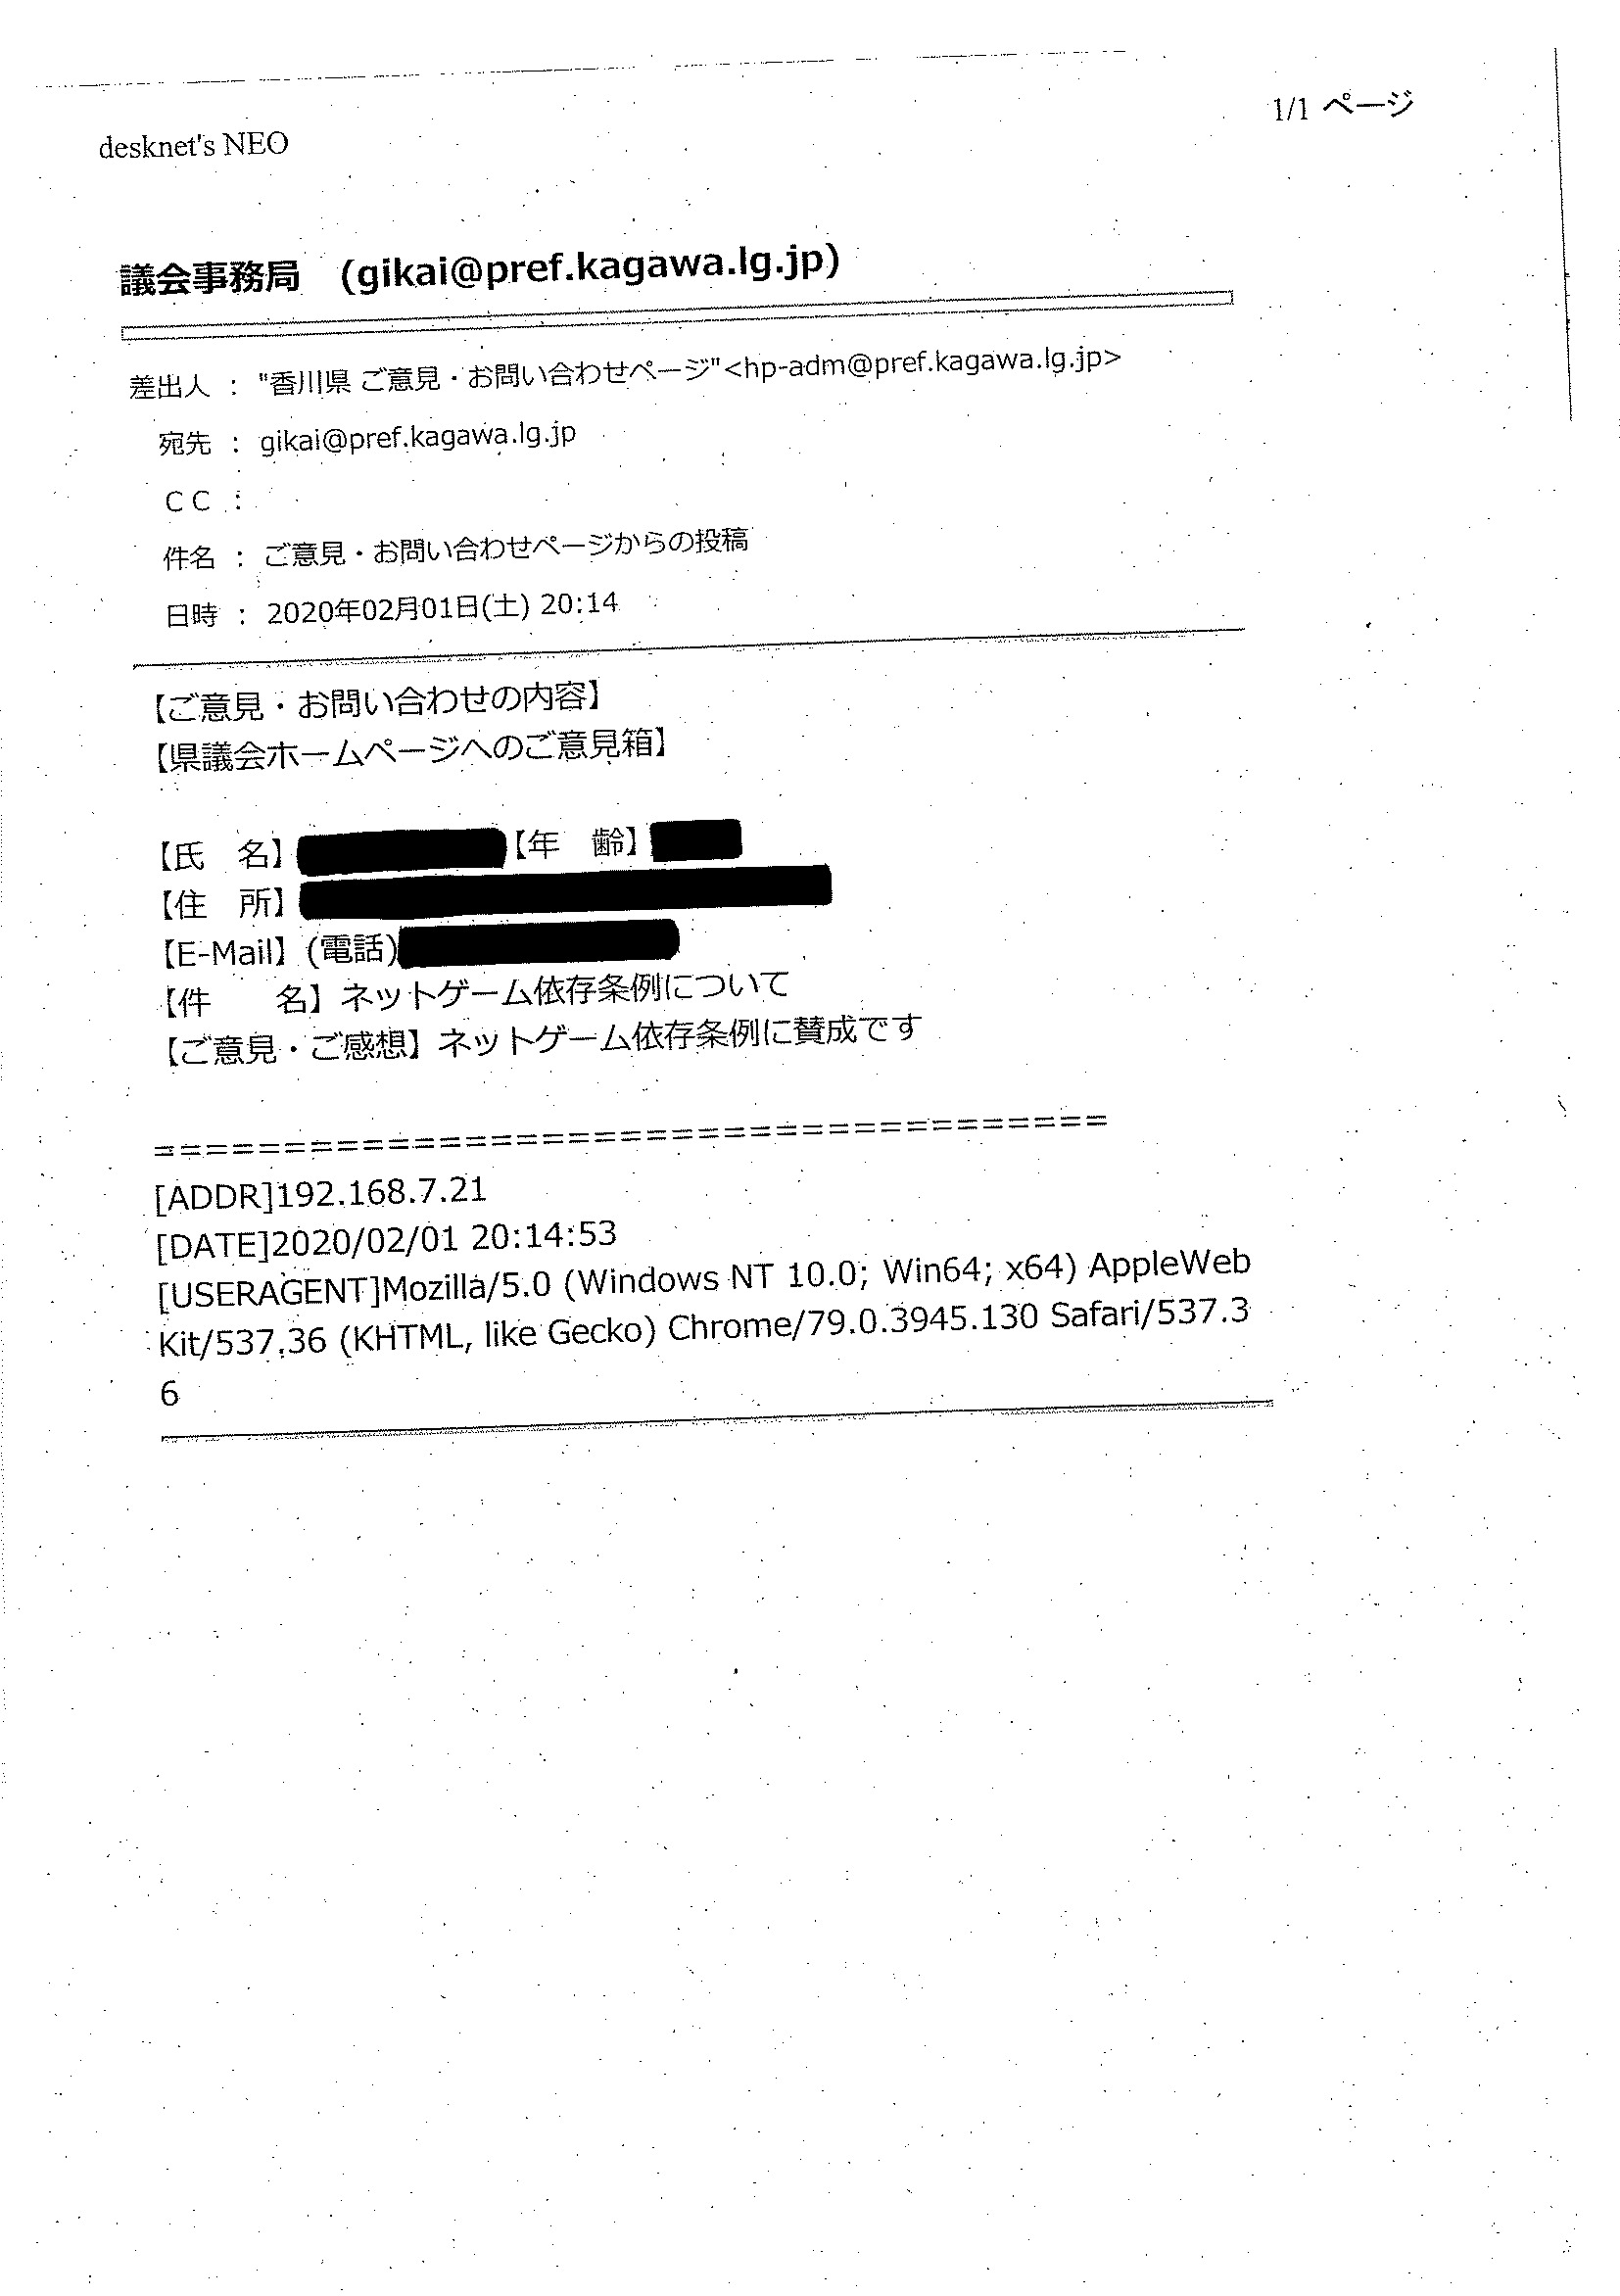 1/1 ページ
desknet's NEO
議会事務局　(gikai@pref.kagawa.lg.jp)
差出人 ： "香川県 ご意見・お問い合わせページ"<hp-adm@pref.kagawa.lg.jp>
宛先 ： gikai@pref.kagawa.lg.jp
ＣＣ ：
件名 ： ご意見・お問い合わせページからの投稿
日時 ： 2020年02月01日(土) 20:14
【ご意見・お問い合わせの内容】
【県議会ホームページへのご意見箱】
【氏　名】【年　齢】
【住　所】
【E-Mail】(電話)
【件　　名】ネットゲーム依存条例について
【ご意見・ご感想】ネットゲーム依存条例に賛成です
=====================================
[ADDR]192.168.7.21
[DATE]2020/02/01 20:14:53
[USERAGENT]Mozilla/5.0 (Windows NT 10.0; Win64; x64) AppleWeb
Kit/537.36 (KHTML, like Gecko) Chrome/79.0.3945.130 Safari/537.3
6